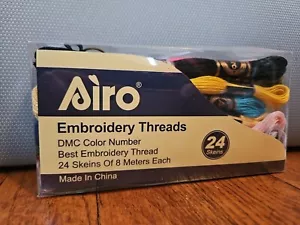 Airo®
Embroidery Threads
DMC Color Number
Best Embroidery Thread
24 Skeins Of 8 Meters Each
Made In China
24
Skeins